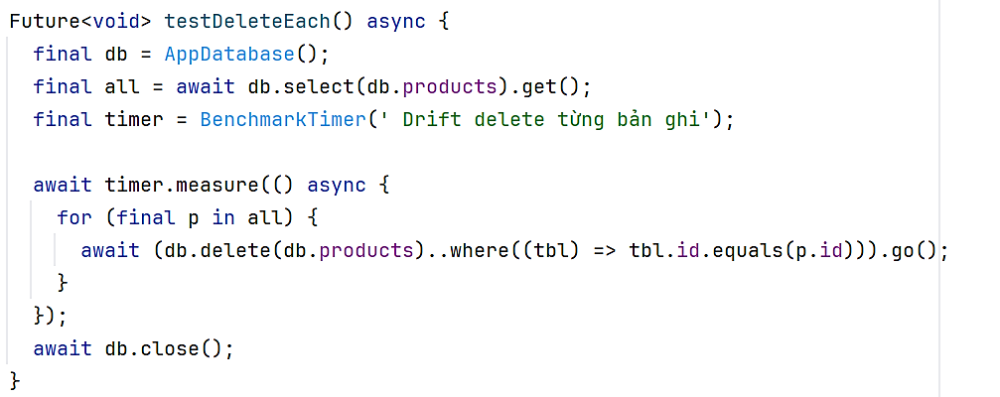 Future<void> testDeleteEach() async {
  final db = AppDatabase();
  final all = await db.select(db.products).get();
  final timer = BenchmarkTimer(' Drift delete từng bản ghi');

  await timer.measure(() async {
    for (final p in all) {
      await (db.delete(db.products)..where((tbl) => tbl.id.equals(p.id))).go();
    }
  });
  await db.close();
}